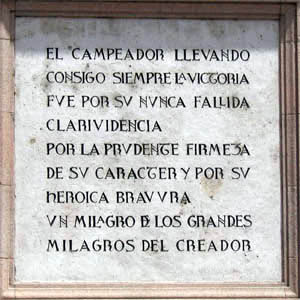 EL CAMPEADOR LLEVANDO
CONSIGO SIEMPRE LA VICTORIA
FVE POR SV NVNCA FALLIDA
CLARIVIDENCIA
POR LA PRVDENTE FIRMEZA
DE SV CARACTER Y POR SV
HEROICA BRAVVRA
VN MILAGRO DE LOS GRANDES
MILAGROS DEL CREADOR